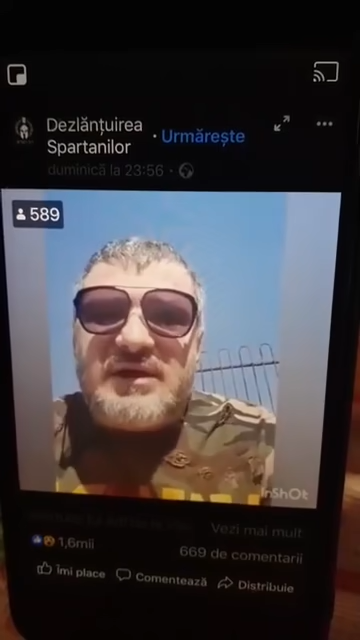 Dezlănțuirea
Spartanilor
· Urmărește
duminică la 23:56 ·
589
InShOt
Vezi mai mult
1,6mii
669 de comentarii
Îmi place
Comentează
Distribuie